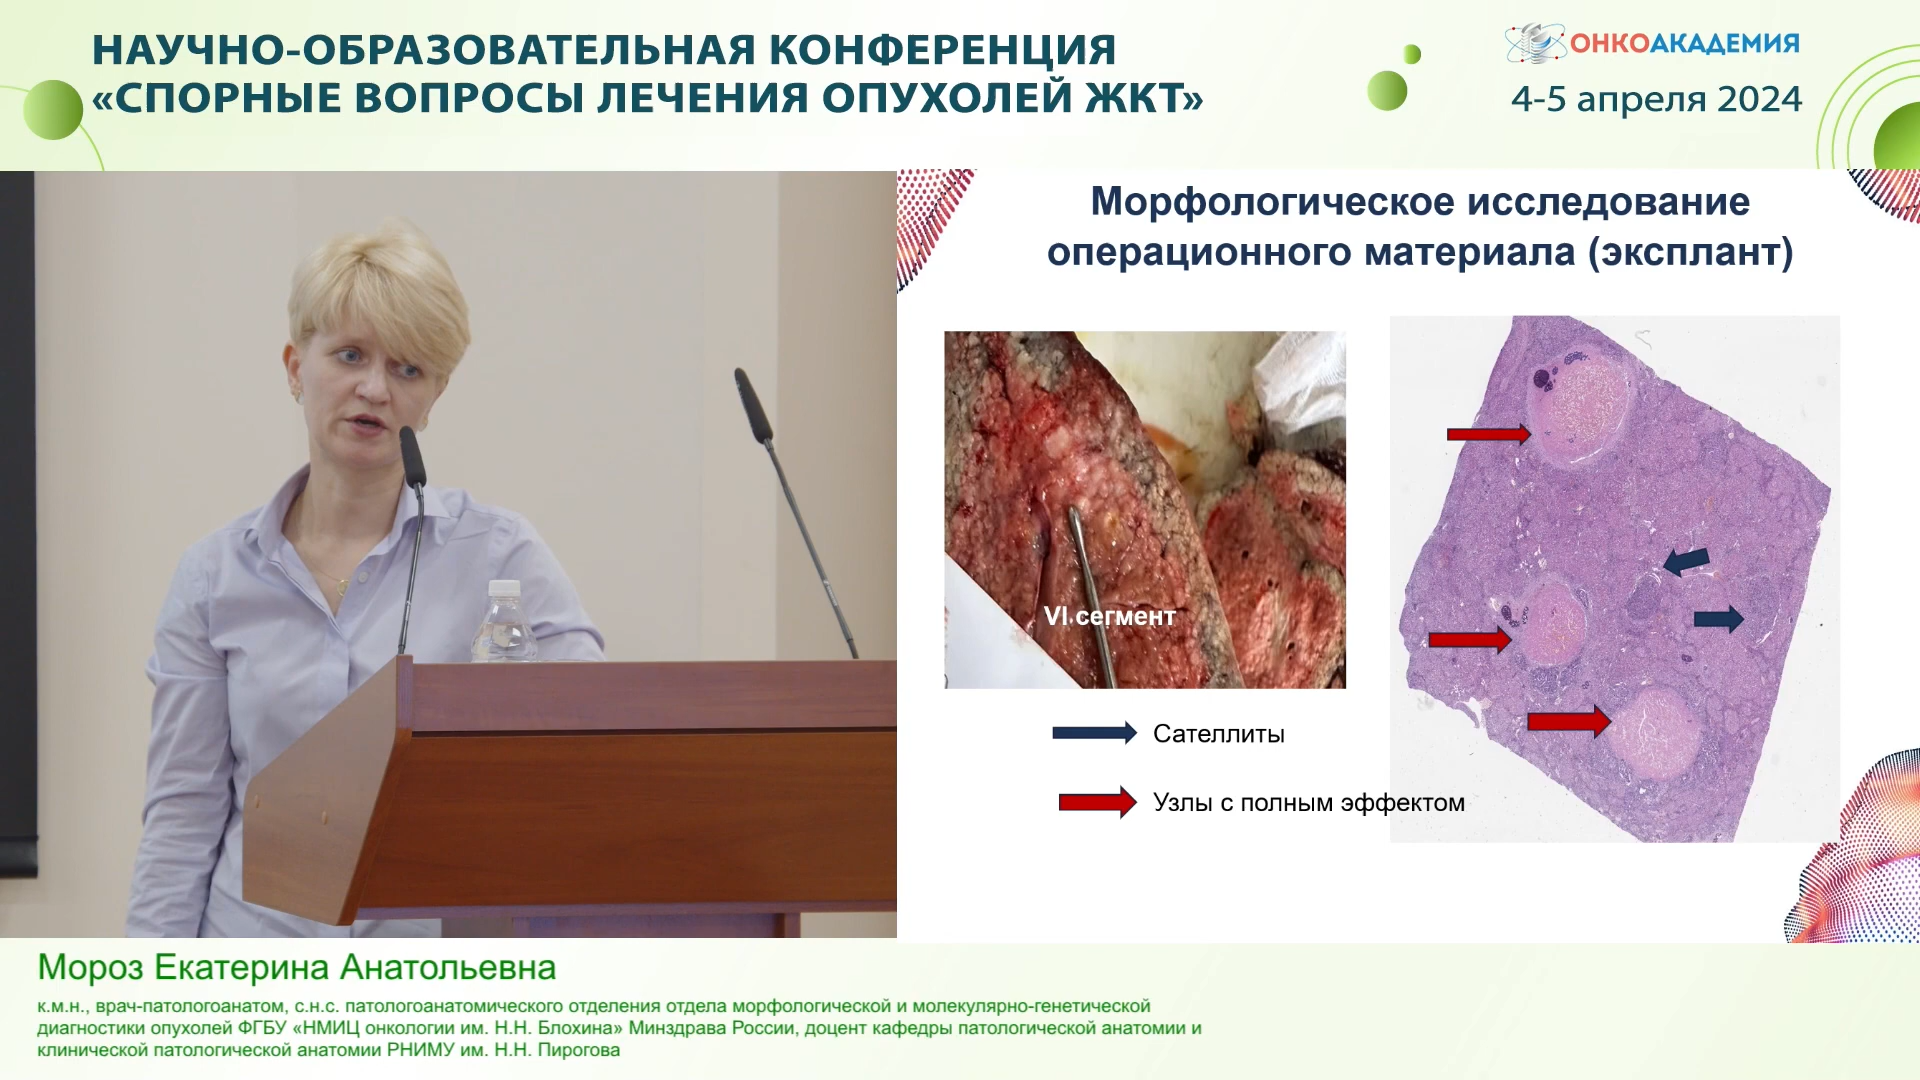 НАУЧНО-ОБРАЗОВАТЕЛЬНАЯ КОНФЕРЕНЦИЯ
«СПОРНЫЕ ВОПРОСЫ ЛЕЧЕНИЯ ОПУХОЛЕЙ ЖКТ»
ОНКОАКАДЕМИЯ
4-5 апреля 2024
Морфологическое исследование
операционного материала (эксплант)
VI сегмент
Сателлиты
Узлы с полным эффектом
Мороз Екатерина Анатольевна
к.м.н., врач-патологоанатом, с.н.с. патологоанатомического отделения отдела морфологической и молекулярно-генетической
диагностики опухолей ФГБУ «НМИЦ онкологии им. Н.Н. Блохина» Минздрава России, доцент кафедры патологической анатомии и
клинической патологической анатомии РНИМУ им. Н.Н. Пирогова